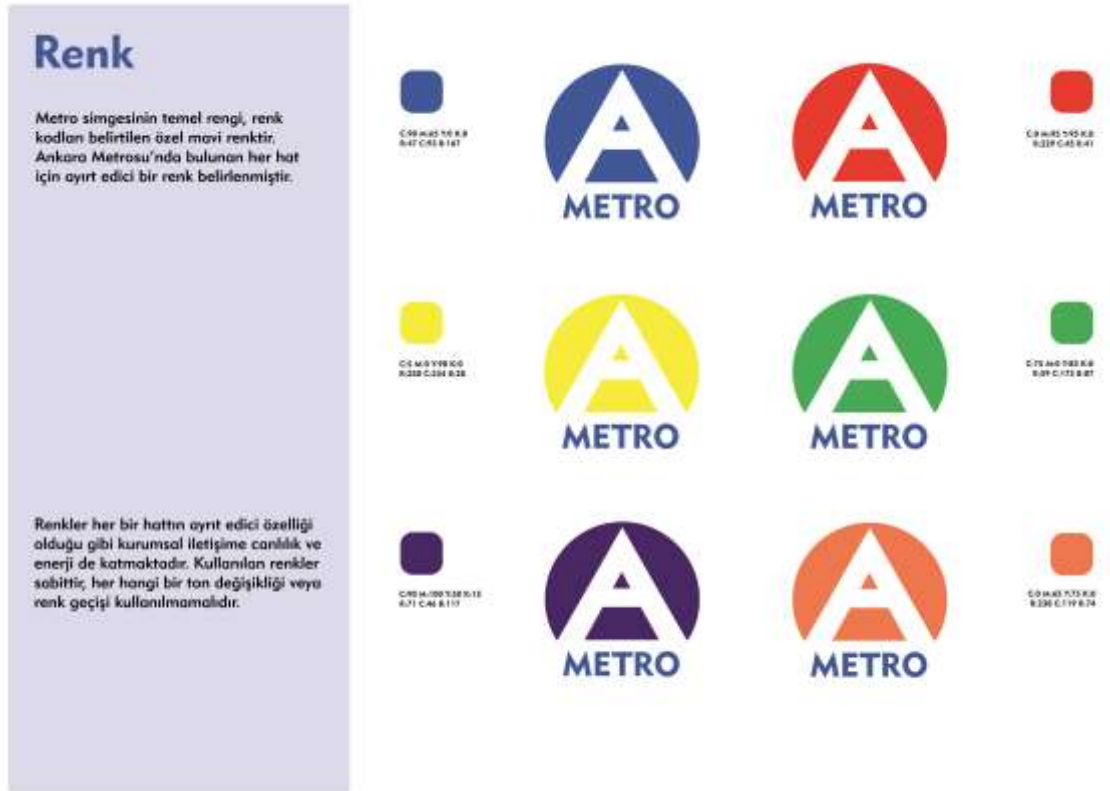 Renk
Metro simgesinin temel rengi, renk
kodları belirtilen özel mavi renktir.
Ankara Metrosu'nda bulunan her hat
için ayırt edici bir renk belirlenmiştir.
METRO
METRO
METRO
METRO
Renkler her bir hattın ayrıt edici özelliği
olduğu gibi kurumsal iletişime canlılık ve
enerji de katmaktadır. Kullanılan renkler
sabittir, her hangi bir ton değişikliği veya
renk geçişi kullanılmamalıdır.
METRO
METRO